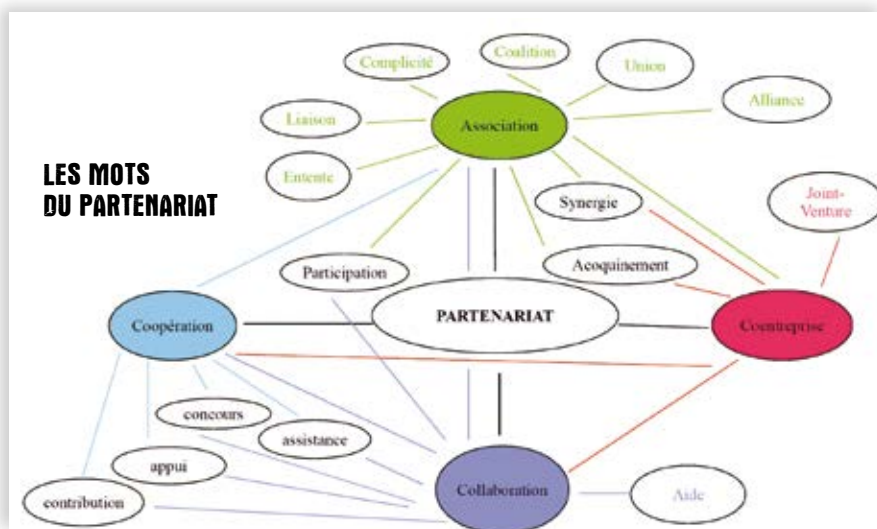 LES MOTS
DU PARTENARIAT
Complicité
Coalition
Union
Alliance
Liaison
Association
Entente
Synergie
Joint-
Venture
Participation
Acoquinement
Coopération
PARTENARIAT
Coentreprise
concours
assistance
appui
contribution
Collaboration
Aide